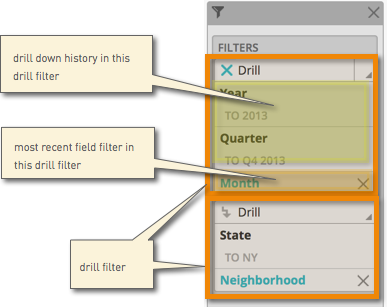 FILTERS
Drill
drill down history in this
drill filter
Year
TO 2013
Quarter
TO Q4 2013
most recent field filter in
this drill filter
Month
drill filter
Drill
State
TO NY
Neighborhood